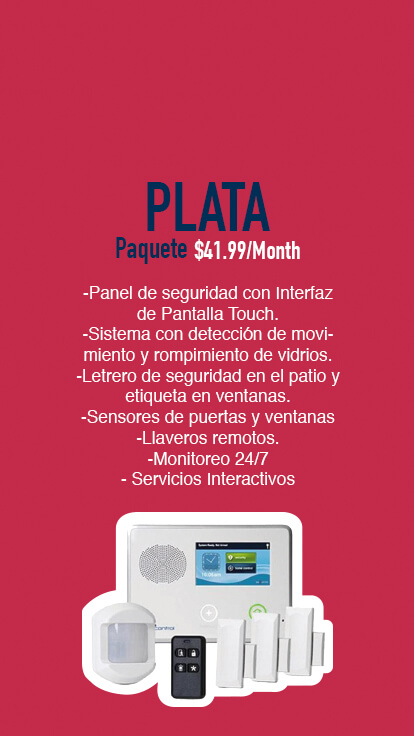 PLATA
Paquete $41.99/Month
-Panel de seguridad con Interfaz
de Pantalla Touch.
-Sistema con detección de movi-
miento y rompimiento de vidrios.
-Letrero de seguridad en el patio y
etiqueta en ventanas.
-Sensores de puertas y ventanas
-Llaveros remotos.
-Monitoreo 24/7
- Servicios Interactivos